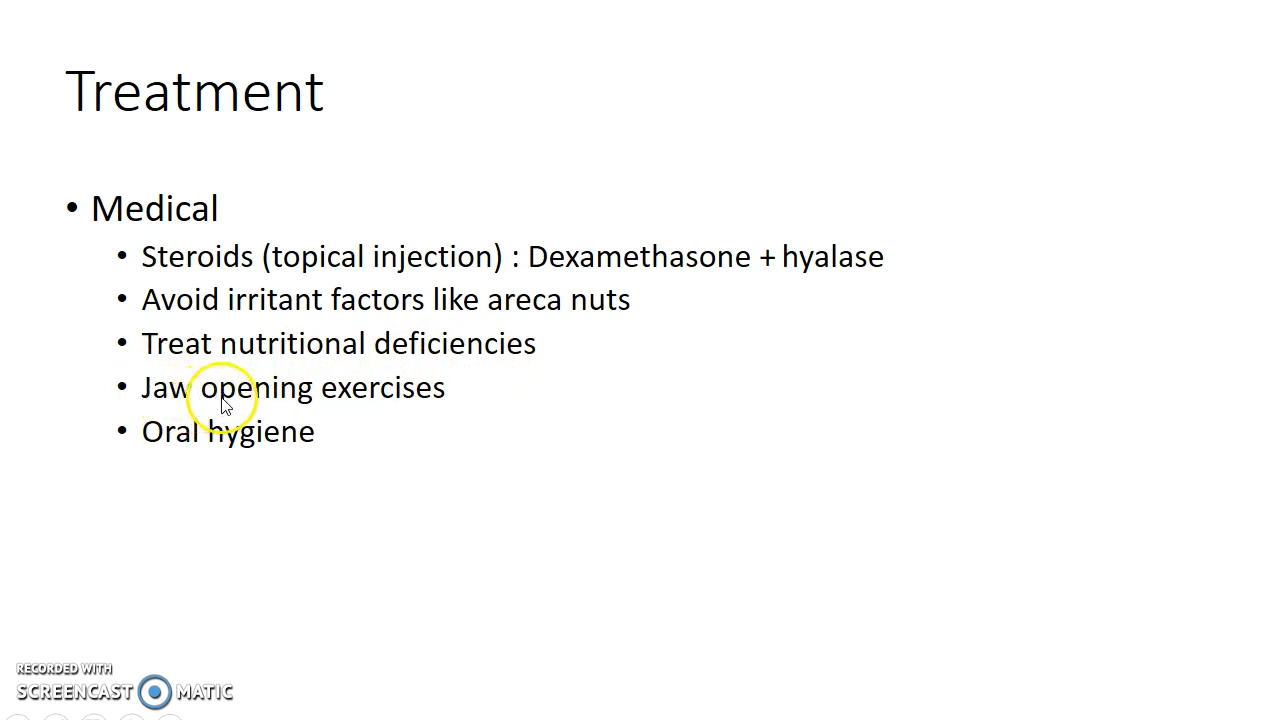 Treatment
• Medical
• Steroids (topical injection) : Dexamethasone + hyalase
• Avoid irritant factors like areca nuts
• Treat nutritional deficiencies
• Jaw opening exercises
• Oral hygiene
RECORDED WITH
SCREENCAST MATIC